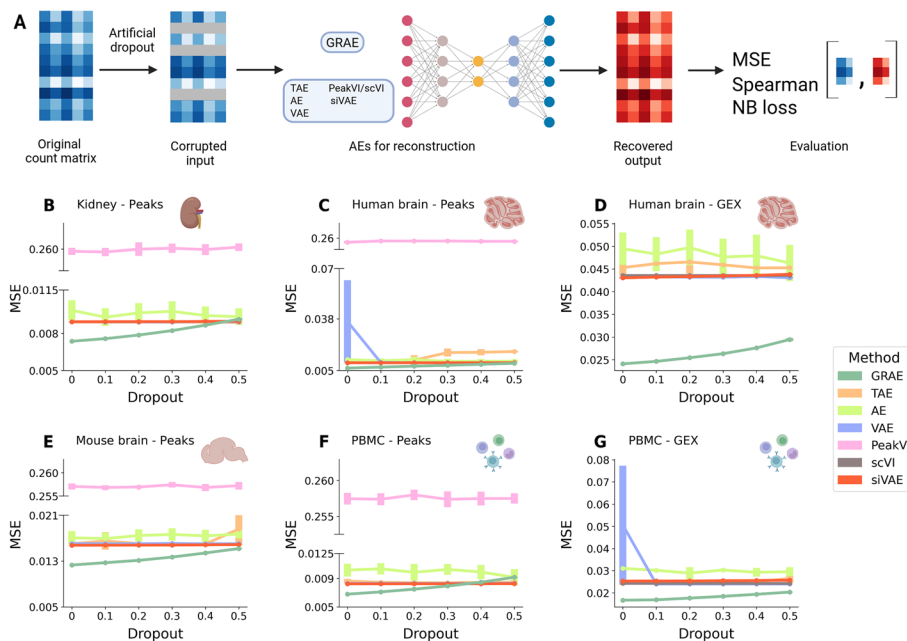 A
Artificial
dropout
Original
count matrix
Corrupted
input
GRAE
TAE PeakVI/scVI
AE siVAE
VAE
AEs for reconstruction
Recovered
output
MSE
Spearman
NB loss
,
Evaluation
B Kidney - Peaks
MSE
0.260
0.0115
0.008
0.005
0 0.1 0.2 0.3 0.4 0.5
Dropout
C Human brain - Peaks
MSE
0.26
0.07
0.038
0.005
0 0.1 0.2 0.3 0.4 0.5
Dropout
D Human brain - GEX
MSE
0.055
0.050
0.045
0.040
0.035
0.030
0.025
0 0.1 0.2 0.3 0.4 0.5
Dropout
E Mouse brain - Peaks
MSE
0.260
0.255
0.021
0.013
0.005
0 0.1 0.2 0.3 0.4 0.5
Dropout
F PBMC - Peaks
MSE
0.260
0.255
0.0125
0.009
0.005
0 0.1 0.2 0.3 0.4 0.5
Dropout
G PBMC - GEX
MSE
0.08
0.07
0.06
0.05
0.04
0.03
0.02
0 0.1 0.2 0.3 0.4 0.5
Dropout
Method
GRAE
TAE
AE
VAE
PeakV
scVI
siVAE